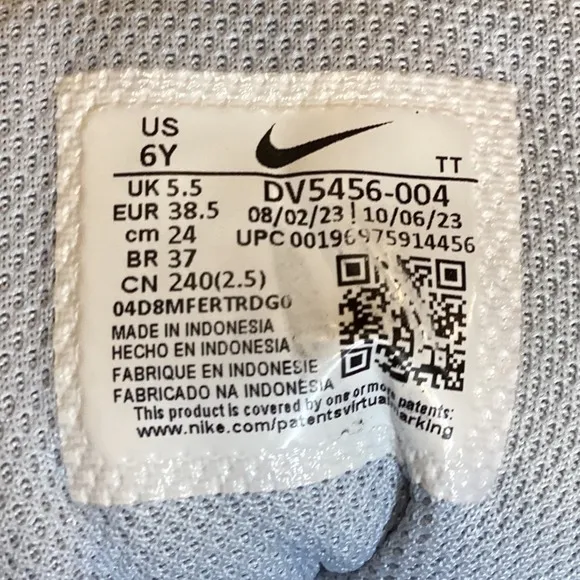 US
6Y
TT
UK 5.5
EUR 38.5
cm 24
BR 37
CN 240(2.5)
DV5456-004
08/02/23 | 10/06/23
UPC 00196975914456
04D8MFERTRDG0
MADE IN INDONESIA
HECHO EN INDONESIA
FABRIQUE EN INDONESIE
FABRICADO NA INDONESIA
This product is covered by one or more patents:
www.nike.com/patentsvirtualmarking